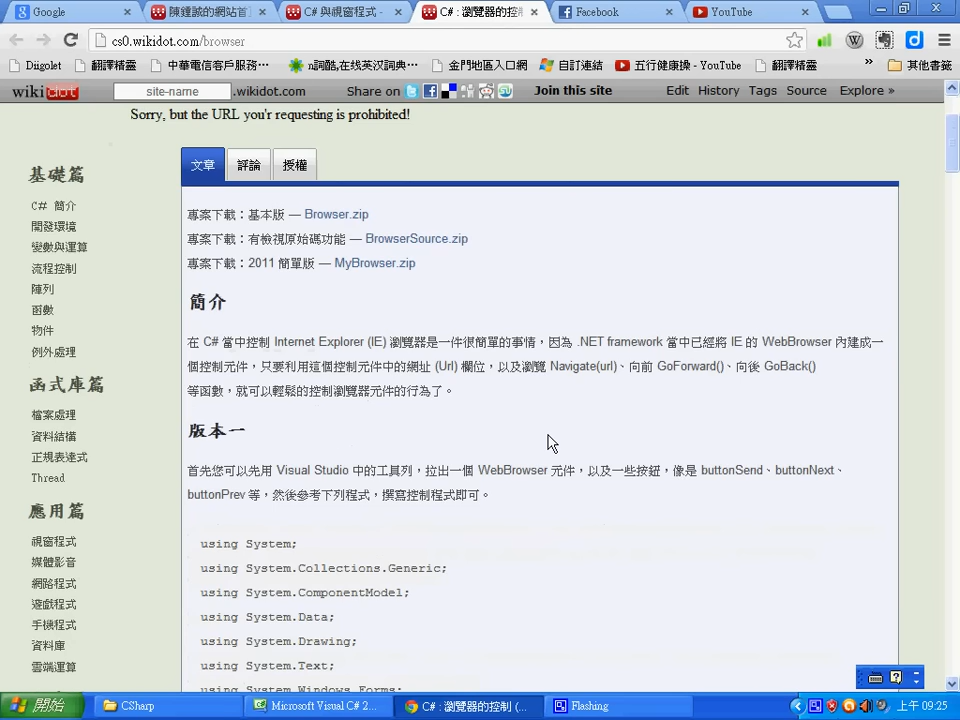 Google
陳鍾誠的網站首
C# 與視窗程式 -
C# : 瀏覽器的控
Facebook
YouTube
cs0.wikidot.com/browser
Diigolet
翻譯精靈
中華電信客戶服務…
n詞酷,在线英汉词典…
金門地區入口網
自訂連結
五行健康操 - YouTube
翻譯精靈
»
其他書籤
wikidot
site-name .wikidot.com
Share on
Join this site
Edit History Tags Source Explore »
Sorry, but the URL you'r requesting is prohibited!
基礎篇
C# 簡介
開發環境
變數與運算
流程控制
陣列
函數
物件
例外處理
函式庫篇
檔案處理
資料結構
正規表達式
Thread
應用篇
視窗程式
媒體影音
網路程式
遊戲程式
手機程式
資料庫
雲端運算
文章 評論 授權
專案下載：基本版 — Browser.zip
專案下載：有檢視原始碼功能 — BrowserSource.zip
專案下載：2011 簡單版 — MyBrowser.zip
簡介
在 C# 當中控制 Internet Explorer (IE) 瀏覽器是一件很簡單的事情，因為 .NET framework 當中已經將 IE 的 WebBrowser 內建成一
個控制元件，只要利用這個控制元件中的網址 (Url) 欄位，以及瀏覽 Navigate(url)、向前 GoForward()、向後 GoBack()
等函數，就可以輕鬆的控制瀏覽器元件的行為了。
版本一
首先您可以先用 Visual Studio 中的工具列，拉出一個 WebBrowser 元件，以及一些按鈕，像是 buttonSend、buttonNext、
buttonPrev 等，然後參考下列程式，撰寫控制程式即可。
using System;
using System.Collections.Generic;
using System.ComponentModel;
using System.Data;
using System.Drawing;
using System.Text;
using System.Windows.Forms;
開始
CSharp
Microsoft Visual C# 2...
C# : 瀏覽器的控制 (...
Flashing
上午 09:25